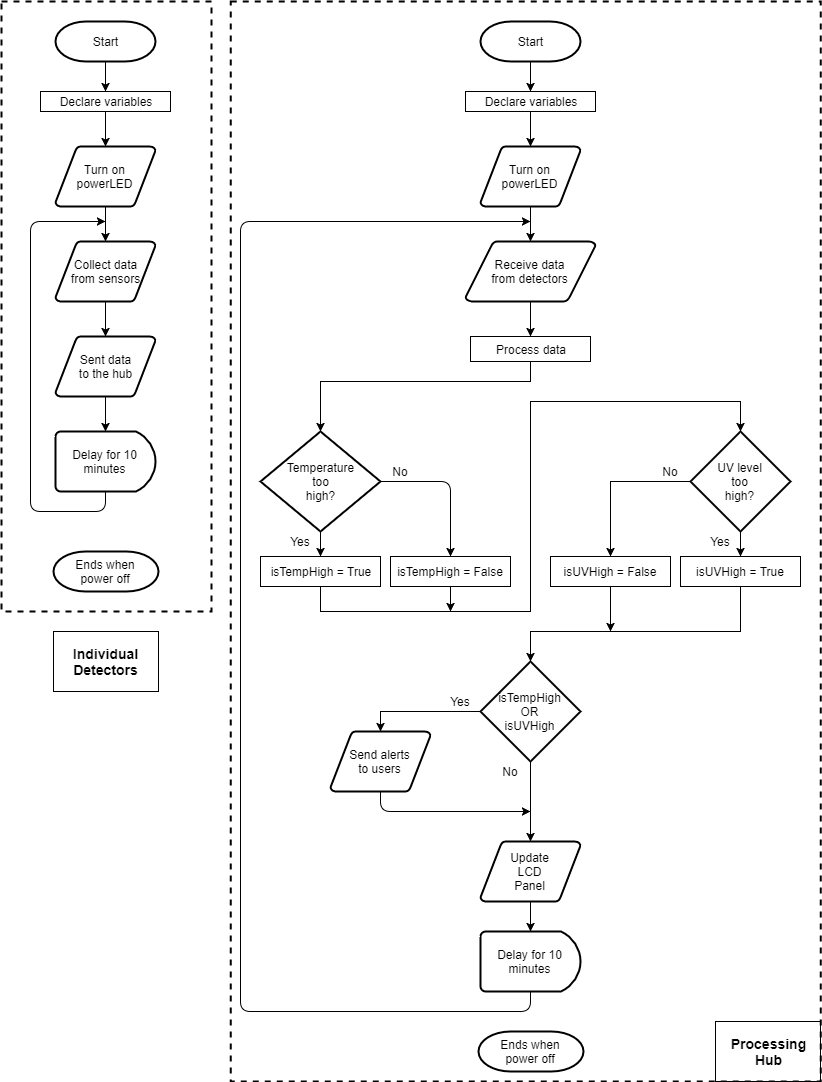 Start
Declare variables
Turn on
powerLED
Collect data
from sensors
Sent data
to the hub
Delay for 10
minutes
Ends when
power off
Individual
Detectors
Start
Declare variables
Turn on
powerLED
Receive data
from detectors
Process data
Temperature
too
high?
No
Yes
isTempHigh = True
isTempHigh = False
UV level
too
high?
No
Yes
isUVHigh = False
isUVHigh = True
isTempHigh
OR
isUVHigh
Yes
No
Send alerts
to users
Update
LCD
Panel
Delay for 10
minutes
Ends when
power off
Processing
Hub